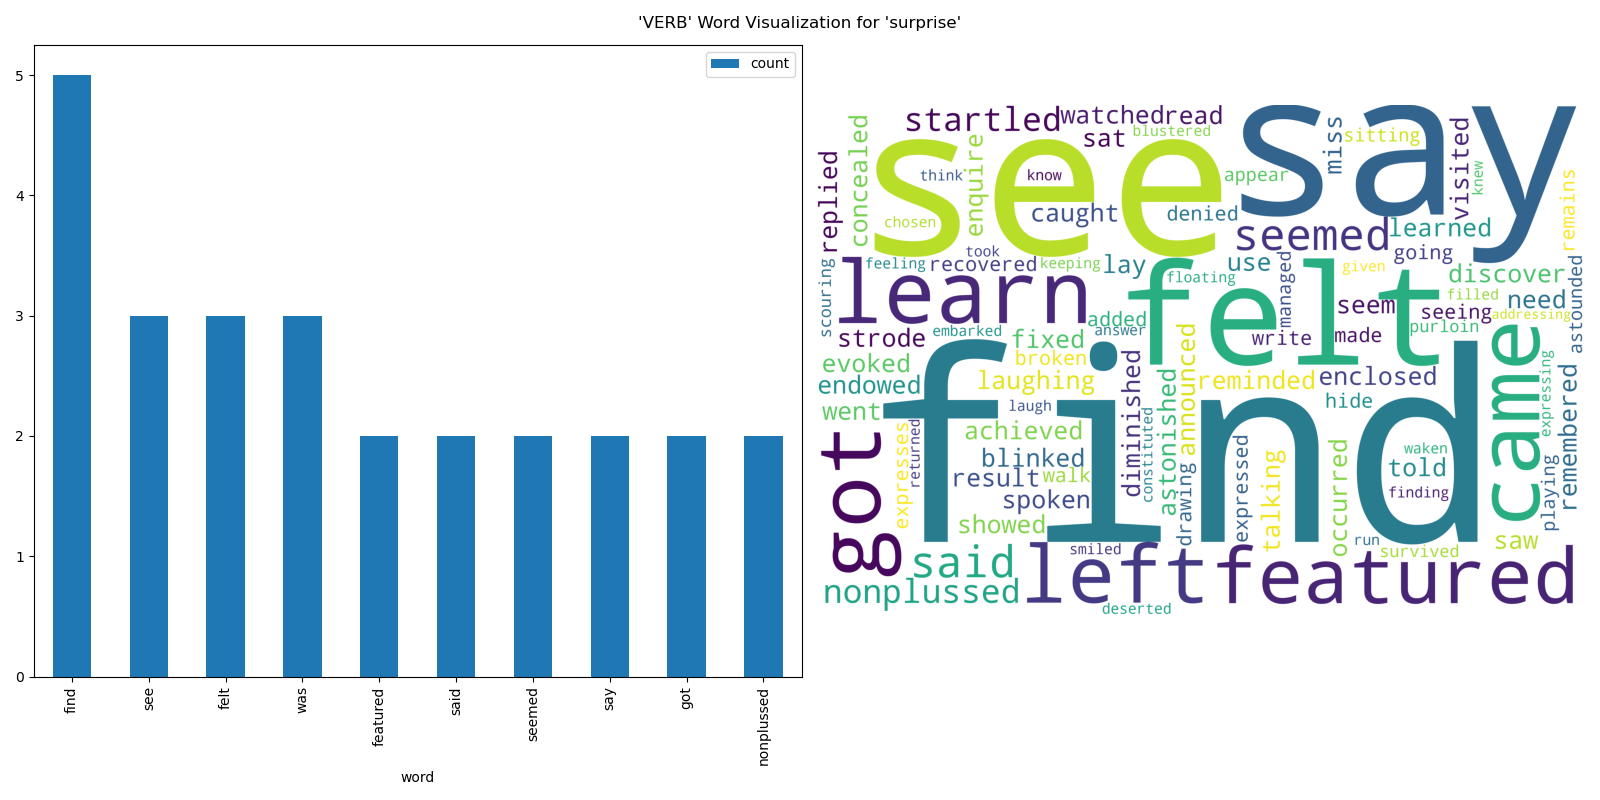 'VERB' Word Visualization for 'surprise'
count
5
4
3
2
1
0
find
see
felt
was
featured
said
seemed
say
got
nonplussed
word
startled
watched
read
sat
blustered
see
say
miss
sitting
visited
knew
remains
concealed
replied
enquire
think
know
appear
chosen
caught
denied
seemed
learned
took
going
feeling
recovered
keeping
lay
floating
use
managed
given
discover
filled
need
addressing
astounded
scouring
learn
felt
seem
seeing
purloin
added
answer
embarked
strode
fixed
write
made
broken
evoked
endowed
laughing
diminished
announced
reminded
enclosed
came
expressing
remembered
went
find
laugh
hide
astonished
constituted
got
expresses
returned
achieved
blinked
result
walk
spoken
showed
drawing
expressed
talking
occurred
waken
told
finding
playing
smiled
run
survived
saw
said
nonplussed
left
featured
deserted